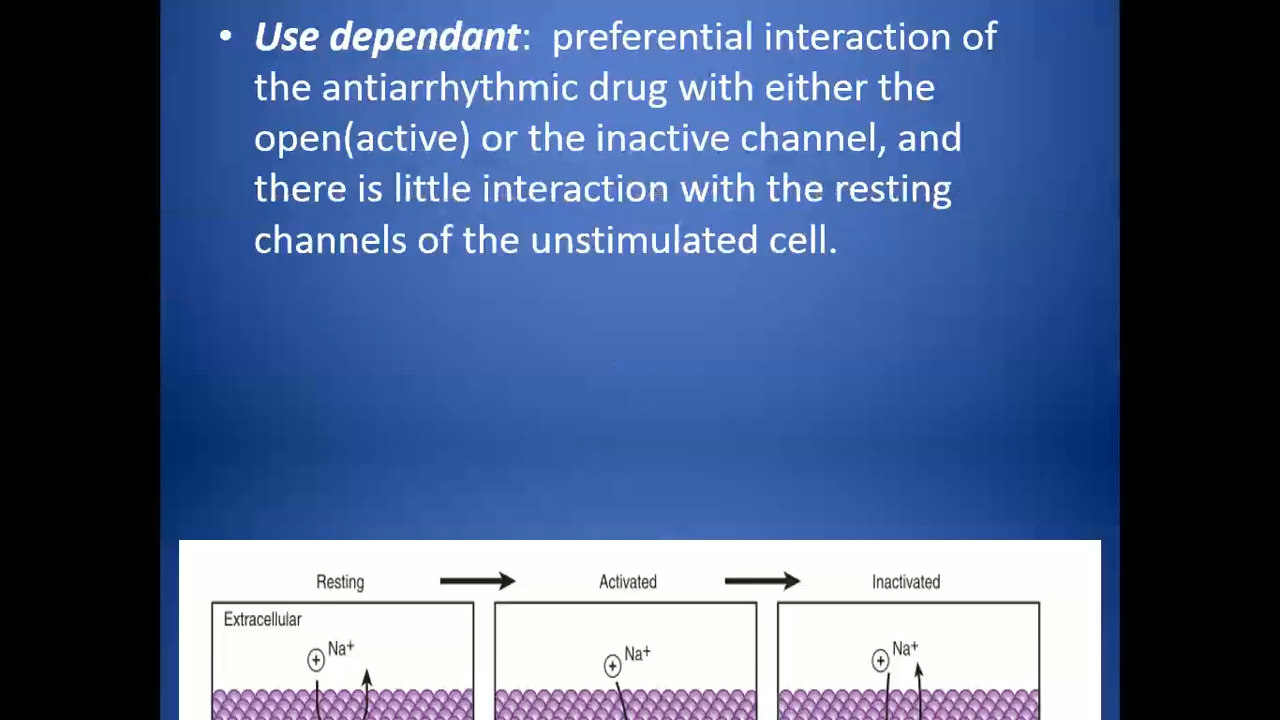 • Use dependant: preferential interaction of
the antiarrhythmic drug with either the
open(active) or the inactive channel, and
there is little interaction with the resting
channels of the unstimulated cell.
Resting Activated Inactivated
Extracellular
+ Na+ + Na+ + Na+